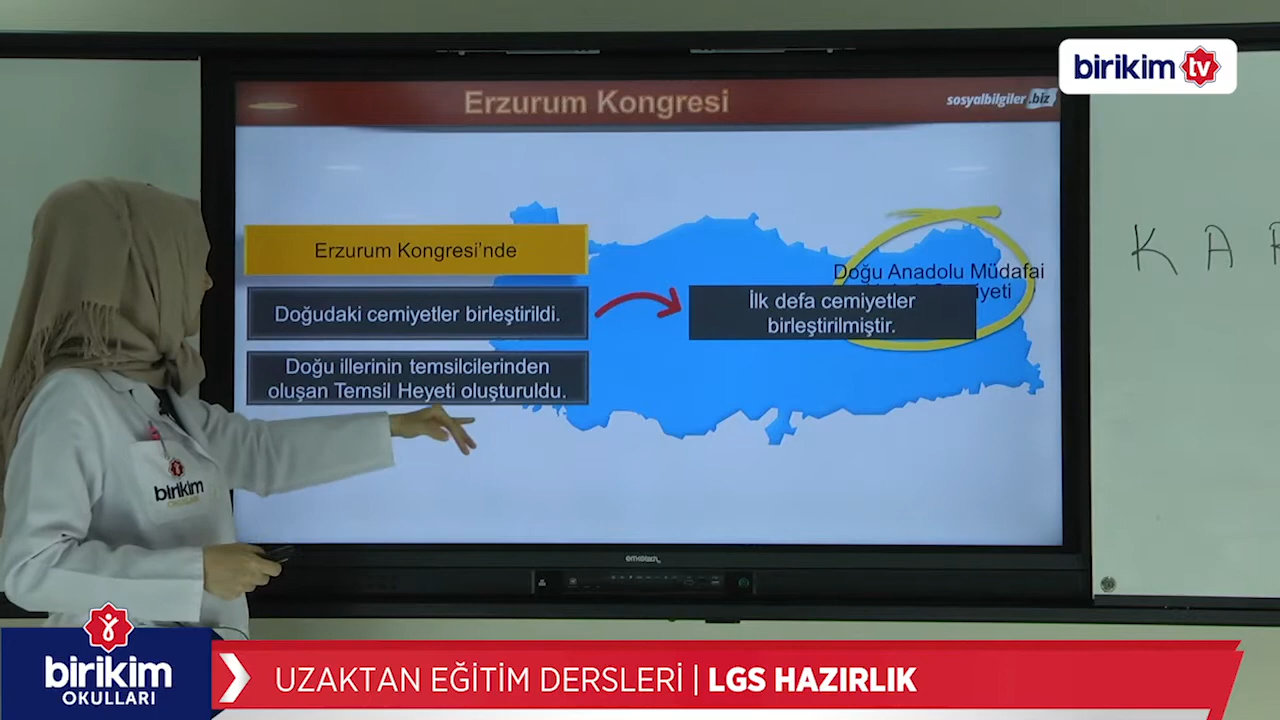 birikim tv
Erzurum Kongresi
sosyalbilgiler.biz
Erzurum Kongresi'nde
Doğu Anadolu Müdafai
Doğudaki cemiyetler birleştirildi.
İlk defa cemiyetler
birleştirilmiştir.
Doğu illerinin temsilcilerinden
oluşan Temsil Heyeti oluşturuldu.
birikim
OKULLARI
birikim
OKULLARI
UZAKTAN EĞİTİM DERSLERİ | LGS HAZIRLIK